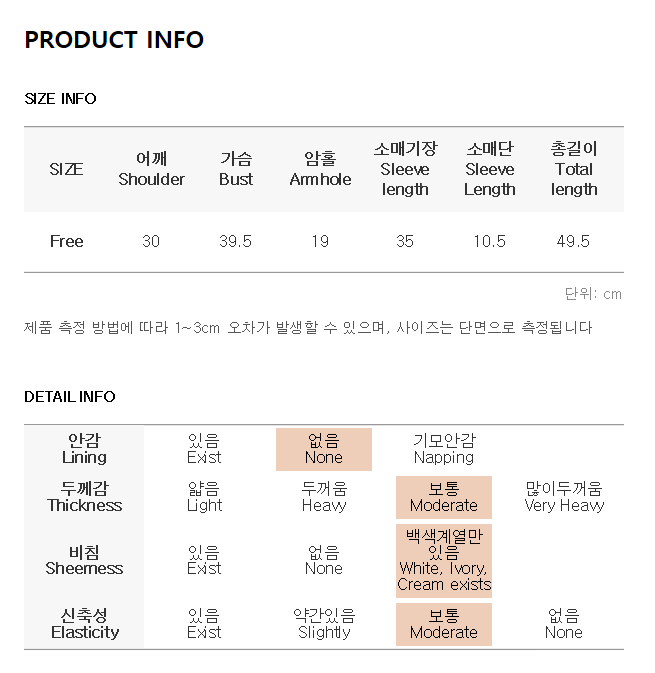 PRODUCT INFO
SIZE INFO
SIZE 어깨 Shoulder 가슴 Bust 암홀 Armhole 소매기장 Sleeve length 소매단 Sleeve Length 총길이 Total length
Free 30 39.5 19 35 10.5 49.5
단위: cm
제품 측정 방법에 따라 1~3cm 오차가 발생할 수 있으며, 사이즈는 단면으로 측정됩니다
DETAIL INFO
안감 있음 없음 기모안감
Lining Exist None Napping
두께감 얇음 두꺼움 보통 많이두꺼움
Thickness Light Heavy Moderate Very Heavy
비침 Sheerness 있음 Exist 없음 None 백색계열만 있음 White, Ivory, Cream exists
신축성 있음 약간있음 보통 없음
Elasticity Exist Slightly Moderate None